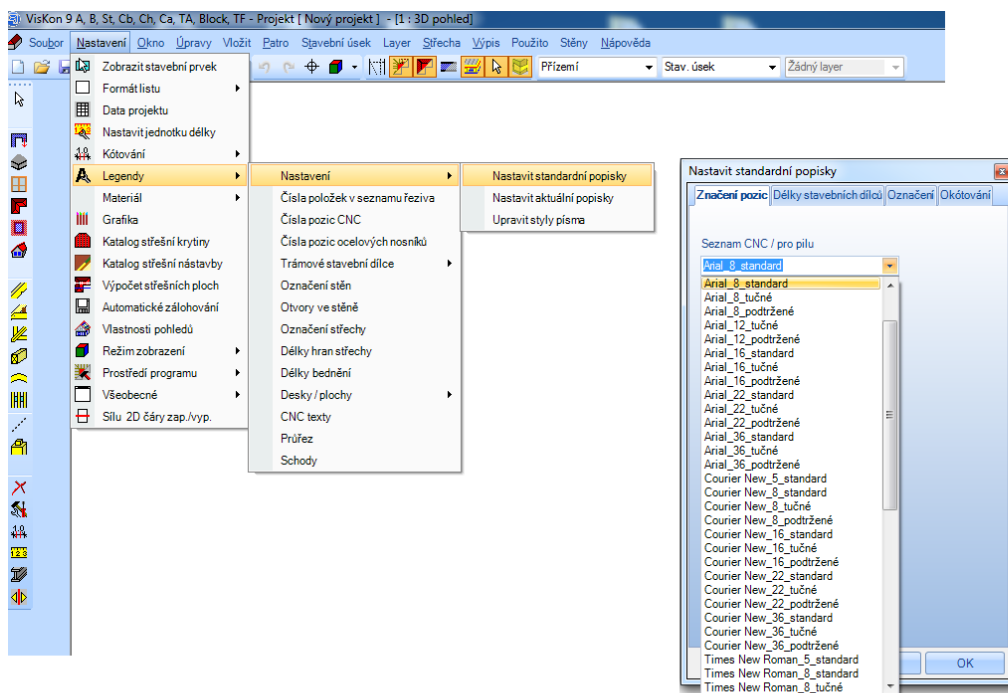 VisKon 9 A, B, St, Cb, Ch, Ca, TA, Block, TF - Projekt [ Nový projekt ] - [1 : 3D pohled]
Soubor Nastavení Okno Úpravy Vložit Patro Stavební úsek Layer Střecha Výpis Použito Stěny Nápověda
Přízemí Stav. úsek Žádný layer
Zobrazit stavební prvek
Formát listu
Data projektu
Nastavit jednotku délky
Kótování
Legendy
Materiál
Grafika
Katalog střešní krytiny
Katalog střešní nástavby
Výpočet střešních ploch
Automatické zálohování
Vlastnosti pohledů
Režim zobrazení
Prostředí programu
Všeobecné
Sílu 2D čáry zap./vyp.
Nastavení
Čísla položek v seznamu řeziva
Čísla pozic CNC
Čísla pozic ocelových nosníků
Trámové stavební dílce
Označení stěn
Otvory ve stěně
Označení střechy
Délky hran střechy
Délky bednění
Desky / plochy
CNC texty
Průřez
Schody
Nastavit standardní popisky
Nastavit aktuální popisky
Upravit styly písma
Nastavit standardní popisky
Značení pozic Délky stavebních dílců Označení Okótování
Seznam CNC / pro pilu
Arial_8_standard
Arial_8_standard
Arial_8_tučné
Arial_8_podtržené
Arial_12_tučné
Arial_12_podtržené
Arial_16_standard
Arial_16_tučné
Arial_16_podtržené
Arial_22_standard
Arial_22_tučné
Arial_22_podtržené
Arial_36_standard
Arial_36_tučné
Arial_36_podtržené
Courier New_5_standard
Courier New_8_standard
Courier New_8_tučné
Courier New_8_podtržené
Courier New_16_standard
Courier New_16_tučné
Courier New_16_podtržené
Courier New_22_standard
Courier New_22_tučné
Courier New_22_podtržené
Courier New_36_standard
Courier New_36_tučné
Courier New_36_podtržené
Times New Roman_5_standard
Times New Roman_8_standard
Times New Roman_8_tučné
OK